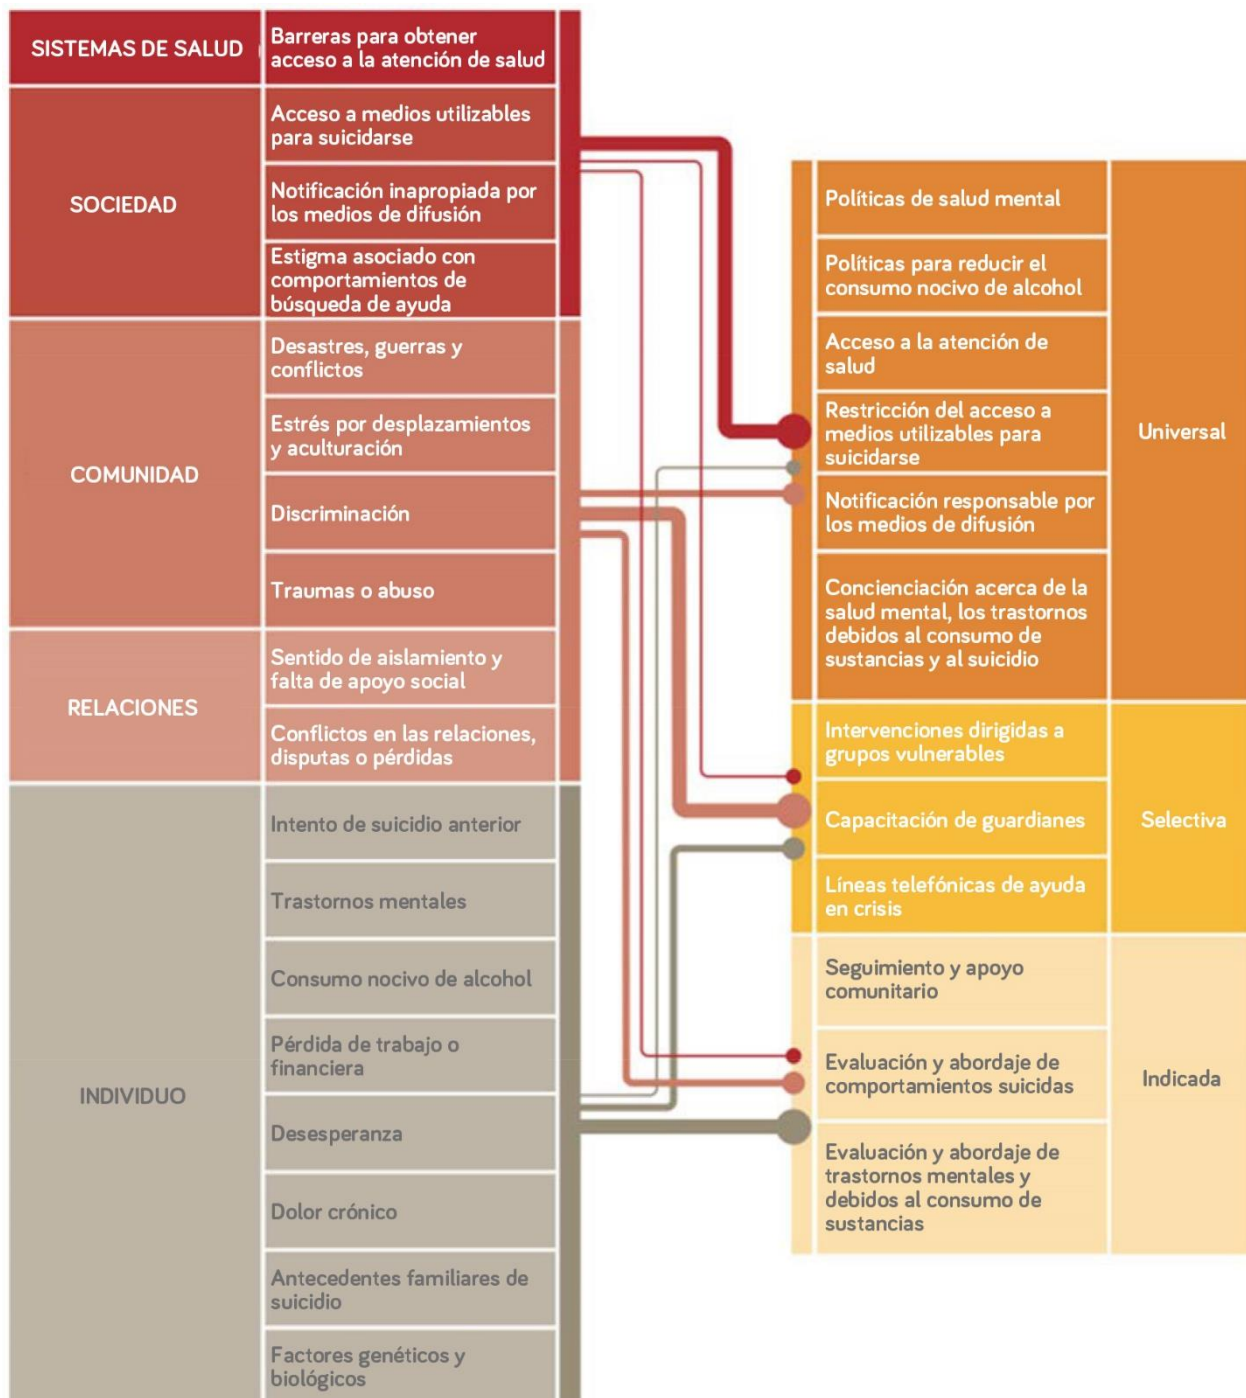 SISTEMAS DE SALUD
Barreras para obtener
acceso a la atención de salud
SOCIEDAD
Acceso a medios utilizables
para suicidarse
Notificación inapropiada por
los medios de difusión
Estigma asociado con
comportamientos de
búsqueda de ayuda
COMUNIDAD
Desastres, guerras y
conflictos
Estrés por desplazamientos
y aculturación
Discriminación
Traumas o abuso
RELACIONES
Sentido de aislamiento y
falta de apoyo social
Conflictos en las relaciones,
disputas o pérdidas
INDIVIDUO
Intento de suicidio anterior
Trastornos mentales
Consumo nocivo de alcohol
Pérdida de trabajo o
financiera
Desesperanza
Dolor crónico
Antecedentes familiares de
suicidio
Factores genéticos y
biológicos
Políticas de salud mental
Políticas para reducir el
consumo nocivo de alcohol
Acceso a la atención de
salud
Restricción del acceso a
medios utilizables para
suicidarse
Notificación responsable por
los medios de difusión
Concienciación acerca de la
salud mental, los trastornos
debidos al consumo de
sustancias y al suicidio
Universal
Intervenciones dirigidas a
grupos vulnerables
Capacitación de guardianes
Líneas telefónicas de ayuda
en crisis
Selectiva
Seguimiento y apoyo
comunitario
Evaluación y abordaje de
comportamientos suicidas
Evaluación y abordaje de
trastornos mentales y
debidos al consumo de
sustancias
Indicada